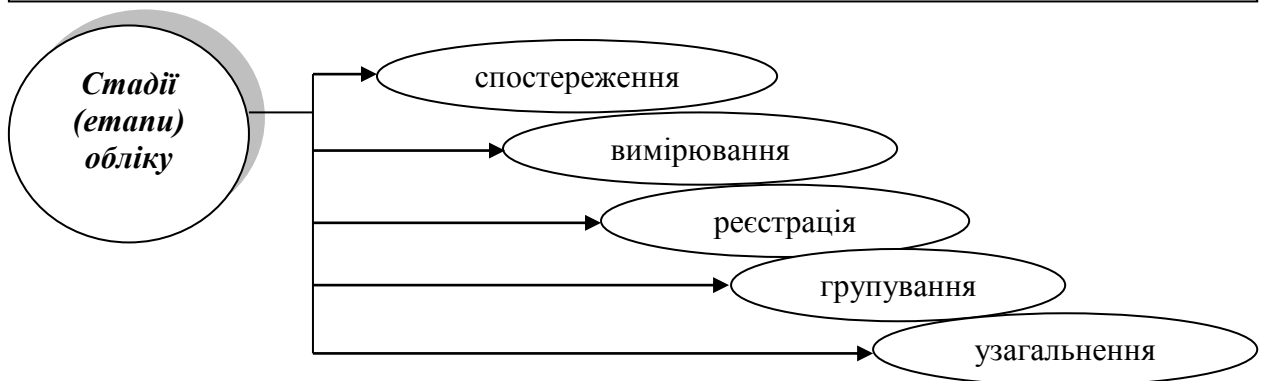 Стадії
(етапи)
обліку
спостереження
вимірювання
реєстрація
групування
узагальнення